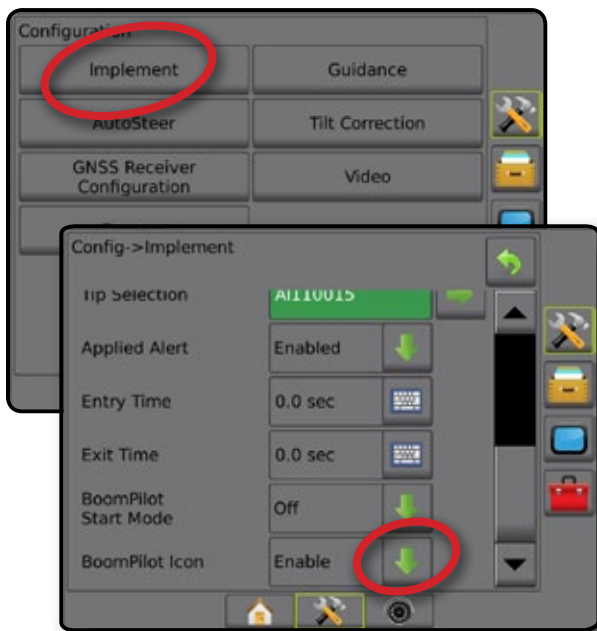 Configuration
Implement
Guidance
AutoSteer
Tilt Correction
GNSS Receiver
Configuration
Video
Config->Implement
Tip Selection
AI110015
Applied Alert
Enabled
Entry Time
0.0 sec
Exit Time
0.0 sec
BoomPilot
Start Mode
Off
BoomPilot Icon
Enable